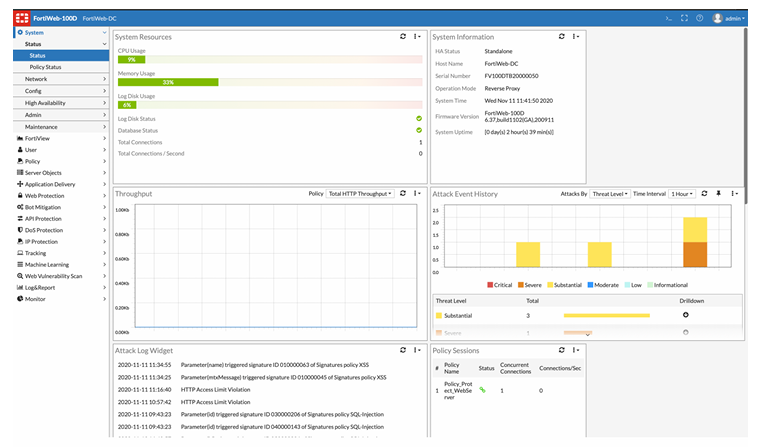 FortiWeb-100D FortiWeb-DC
admin
System
Status
Status
Policy Status
Network
Config
High Availability
Admin
Maintenance
FortiView
User
Policy
Server Objects
Application Delivery
Web Protection
Bot Mitigation
API Protection
DoS Protection
IP Protection
Tracking
Machine Learning
Web Vulnerability Scan
Log&Report
Monitor
System Resources
CPU Usage
9%
Memory Usage
33%
Log Disk Usage
6%
Log Disk Status
Database Status
Total Connections 1
Total Connections / Second 0
System Information
HA Status Standalone
Host Name FortiWeb-DC
Serial Number FV100DTB20000050
Operation Mode Reverse Proxy
System Time Wed Nov 11 11:41:50 2020
Firmware Version FortiWeb-100D
6.37,build1102(GA),200911
System Uptime [0 day(s) 2 hour(s) 39 min(s)]
Throughput Policy Total HTTP Throughput
1.00Kb
0.80Kb
0.60Kb
0.40Kb
0.20Kb
0.00Kb
Attack Event History Attacks By Threat Level Time Interval 1 Hour
2.5
2.0
1.5
1.0
0.5
0.0
Critical Severe Substantial Moderate Low Informational
Threat Level Total Drilldown
Substantial 3
Severe 1
Attack Log Widget
2020-11-11 11:34:55 Parameter(name) triggered signature ID 010000063 of Signatures policy XSS
2020-11-11 11:34:25 Parameter(mtxMessage) triggered signature ID 010000045 of Signatures policy XSS
2020-11-11 11:16:40 HTTP Access Limit Violation
2020-11-11 10:57:42 HTTP Access Limit Violation
2020-11-11 09:43:23 Parameter(id) triggered signature ID 030000206 of Signatures policy SQL-Injection
2020-11-11 09:43:23 Parameter(id) triggered signature ID 040000143 of Signatures policy SQL-Injection
Policy Sessions
# Policy Name Status Concurrent Connections Connections/Sec
1 Policy_Prot
ect_WebSe
rver 1 0